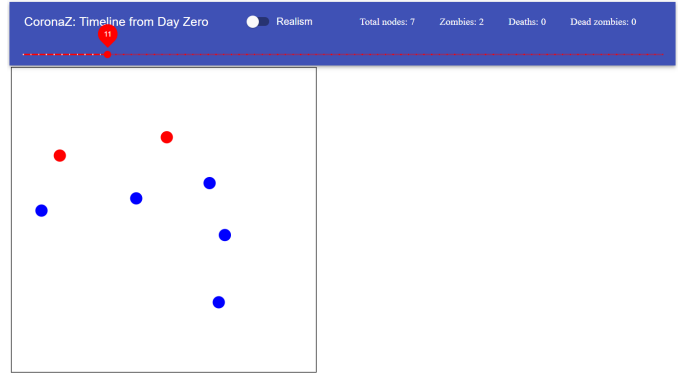 CoronaZ: Timeline from Day Zero
Realism
Total nodes: 7
Zombies: 2
Deaths: 0
Dead zombies: 0
11